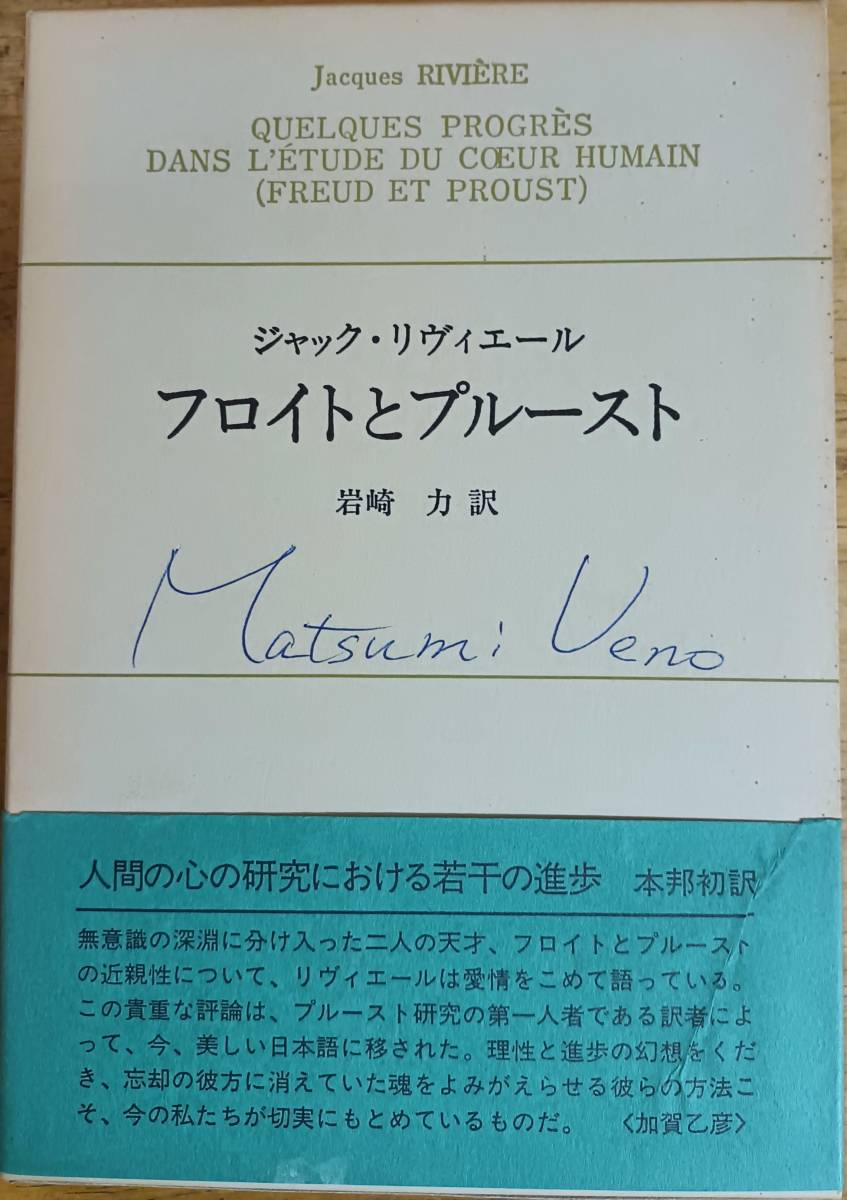 Jacques RIVIÈRE
QUELQUES PROGRÈS
DANS L'ÉTUDE DU CŒUR HUMAIN
(FREUD ET PROUST)
ジャック・リヴィエール
フロイトとプルースト
岩崎 力 訳
Matsumi Ueno
人間の心の研究における若干の進歩 本邦初訳
無意識の深淵に分け入った二人の天才、フロイトとプルースト
の近親性について、リヴィエールは愛情をこめて語っている。
この貴重な評論は、プルースト研究の第一人者である訳者によ
って、今、美しい日本語に移された。理性と進歩の幻想をくだ
き、忘却の彼方に消えていた魂をよみがえらせる彼らの方法こ
そ、今の私たちが切実にもとめているものだ。 〈加賀乙彦〉